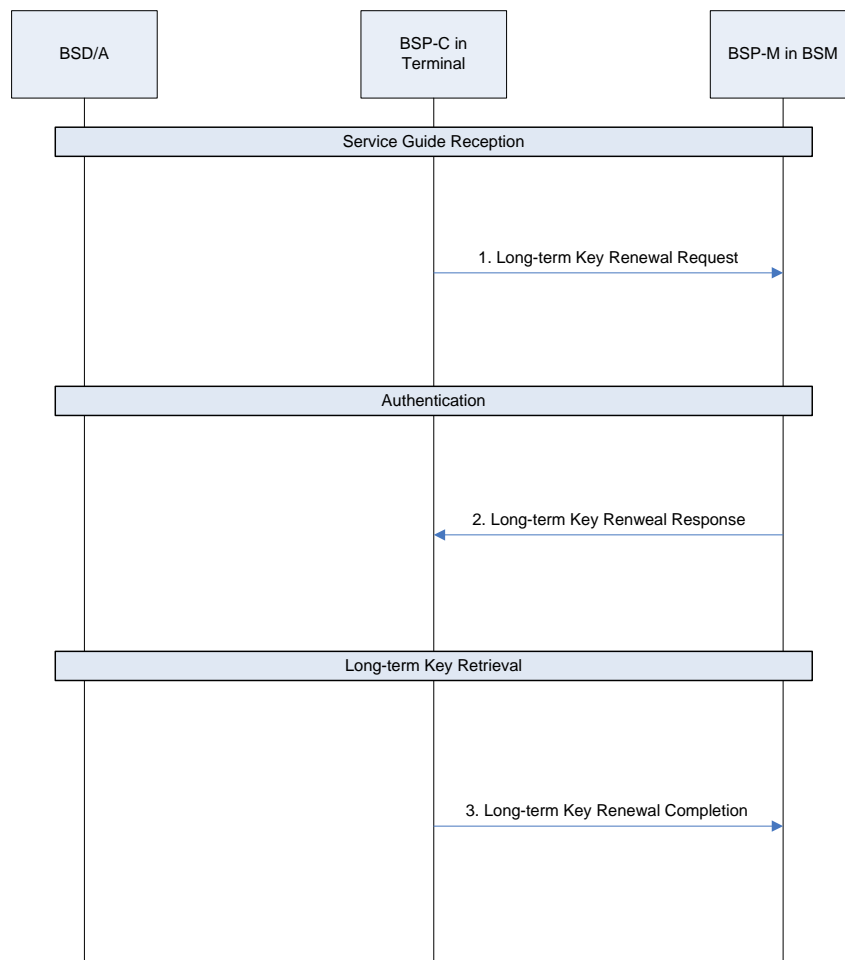 BSD/A
BSP-C in
Terminal
BSP-M in BSM
Service Guide Reception
1. Long-term Key Renewal Request
Authentication
2. Long-term Key Renweal Response
Long-term Key Retrieval
3. Long-term Key Renewal Completion